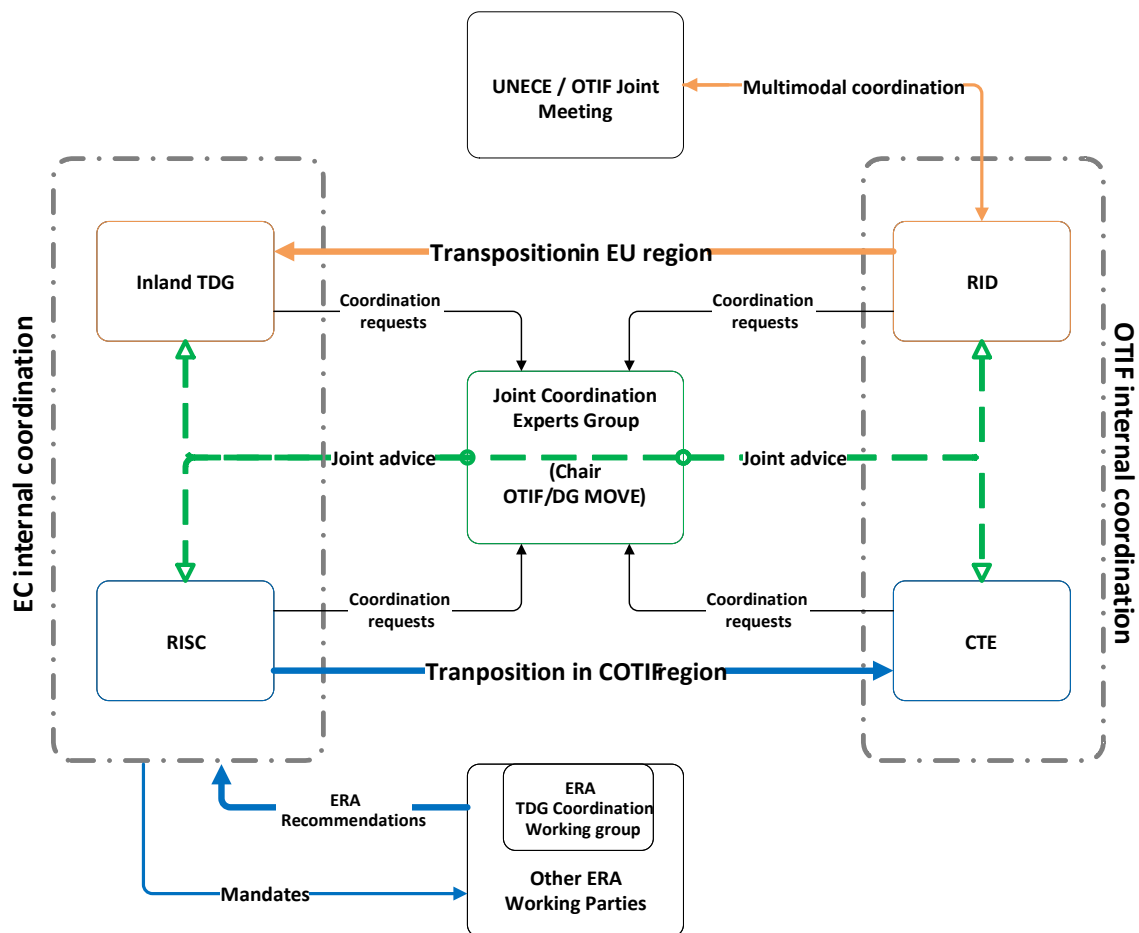 UNECE / OTIF Joint
Meeting
Multimodal coordination
EC internal coordination
OTIF internal coordination
Inland TDG
Transpositionin EU region
RID
Coordination
requests
Coordination
requests
Joint Coordination
Experts Group
Joint advice
Joint advice
(Chair
OTIF/DG MOVE)
RISC
Coordination
requests
Coordination
requests
CTE
Tranposition in COTIFregion
ERA
Recommendations
ERA
TDG Coordination
Working group
Mandates
Other ERA
Working Parties